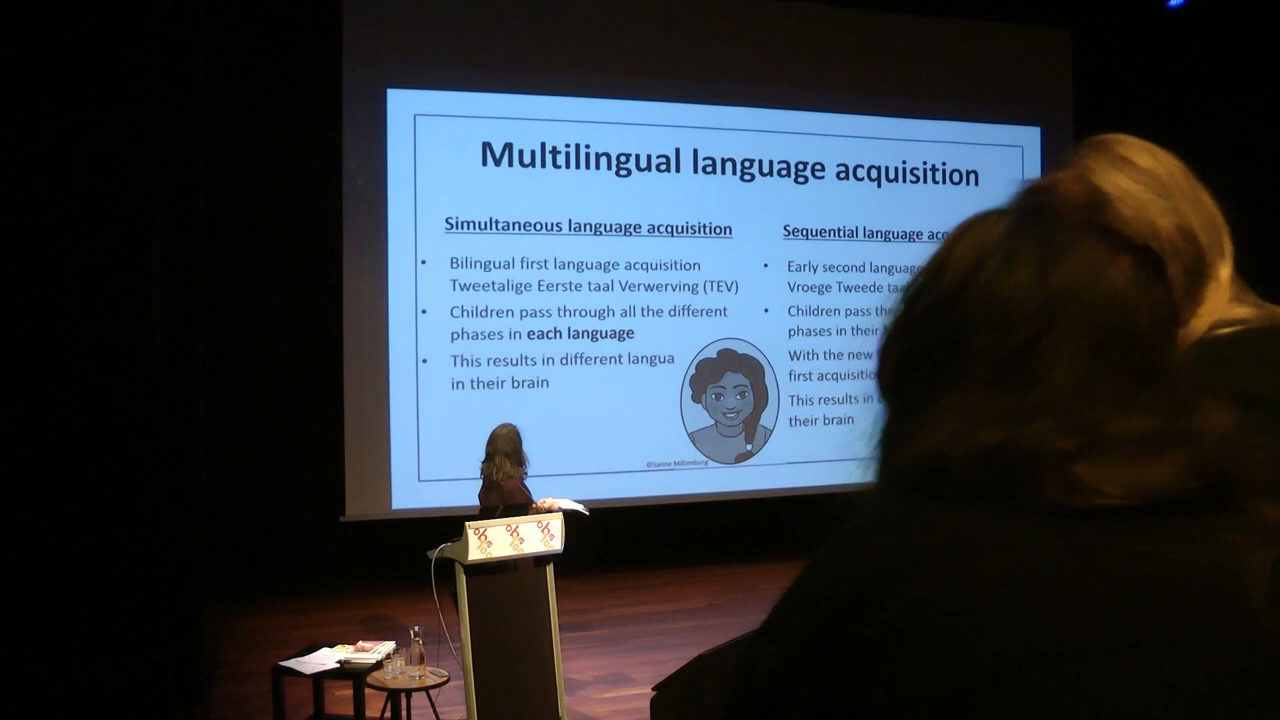 Multilingual language acquisition
Simultaneous language acquisition
• Bilingual first language acquisition
Tweetalige Eerste taal Verwerving (TEV)
• Children pass through all the different
phases in each language
• This results in different langua
in their brain
Sequential language acq
• Early second language
Vroege Tweede taa
• Children pass thr
phases in their
With the new
first acquisitio
This results in
their brain
©Sanne Miltenburg